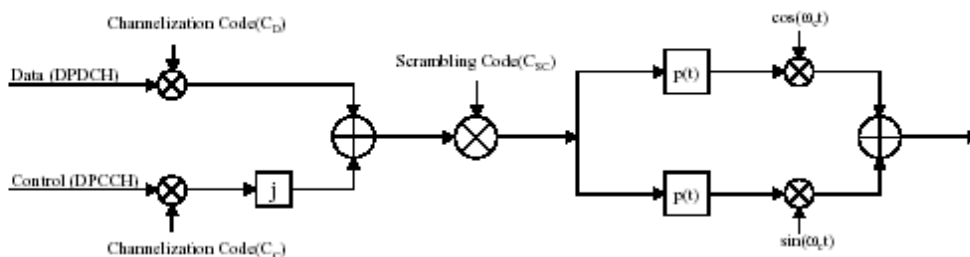 Channelization Code(C_D)
cos(ω_c t)
Data (DPDCH)
Scrambling Code(C_SC)
p(t)
Control (DPCCH)
j
p(t)
Channelization Code(C_C)
sin(ω_c t)